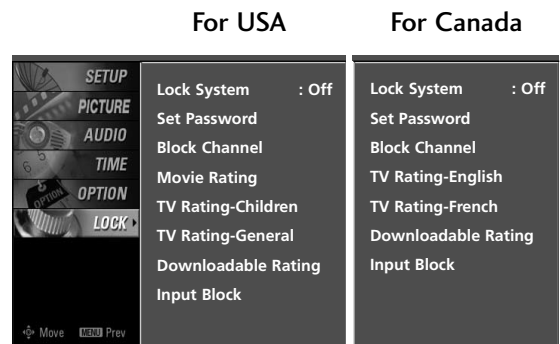 For USA
For Canada
SETUP
PICTURE
AUDIO
TIME
OPTION
LOCK
Move MENU Prev
Lock System : Off
Set Password
Block Channel
Movie Rating
TV Rating-Children
TV Rating-General
Downloadable Rating
Input Block
Lock System : Off
Set Password
Block Channel
TV Rating-English
TV Rating-French
Downloadable Rating
Input Block